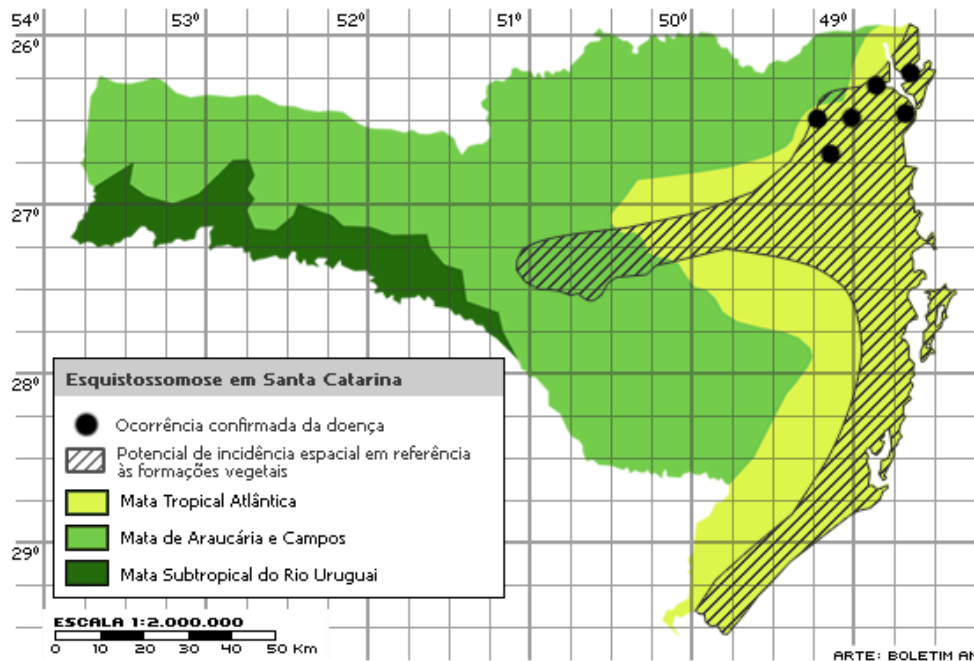 54º 53º 52º 51º 50º 49º
26º
27º
28º
29º
Esquistossomose em Santa Catarina
Ocorrência confirmada da doença
Potencial de incidência espacial em referência
às formações vegetais
Mata Tropical Atlântica
Mata de Araucária e Campos
Mata Subtropical do Rio Uruguai
ESCALA 1:2.000.000
0 10 20 30 40 50 Km
ARTE: BOLETIM AN